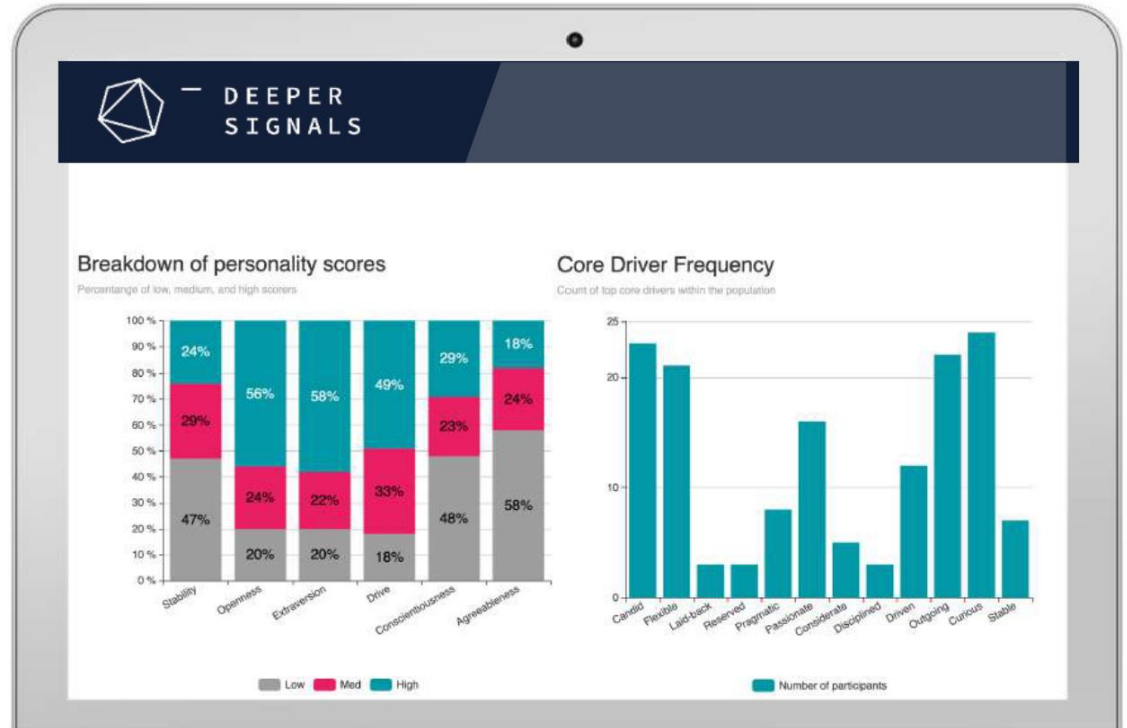 DEEPER
SIGNALS
Breakdown of personality scores
Percentange of low, medium, and high scorers
100 %
90 %
80 %
70 %
60 %
50 %
40 %
30 %
20 %
10 %
0 %
24%
29%
47%
56%
24%
20%
58%
22%
20%
49%
33%
18%
29%
23%
48%
18%
24%
58%
Stability
Openness
Extraversion
Drive
Conscientiousness
Agreeableness
Low Med High
Core Driver Frequency
Count of top core drivers within the population
25
20
10
0
Candid
Flexible
Laid-back
Reserved
Pragmatic
Passionate
Considerate
Disciplined
Driven
Outgoing
Curious
Stable
Number of participants